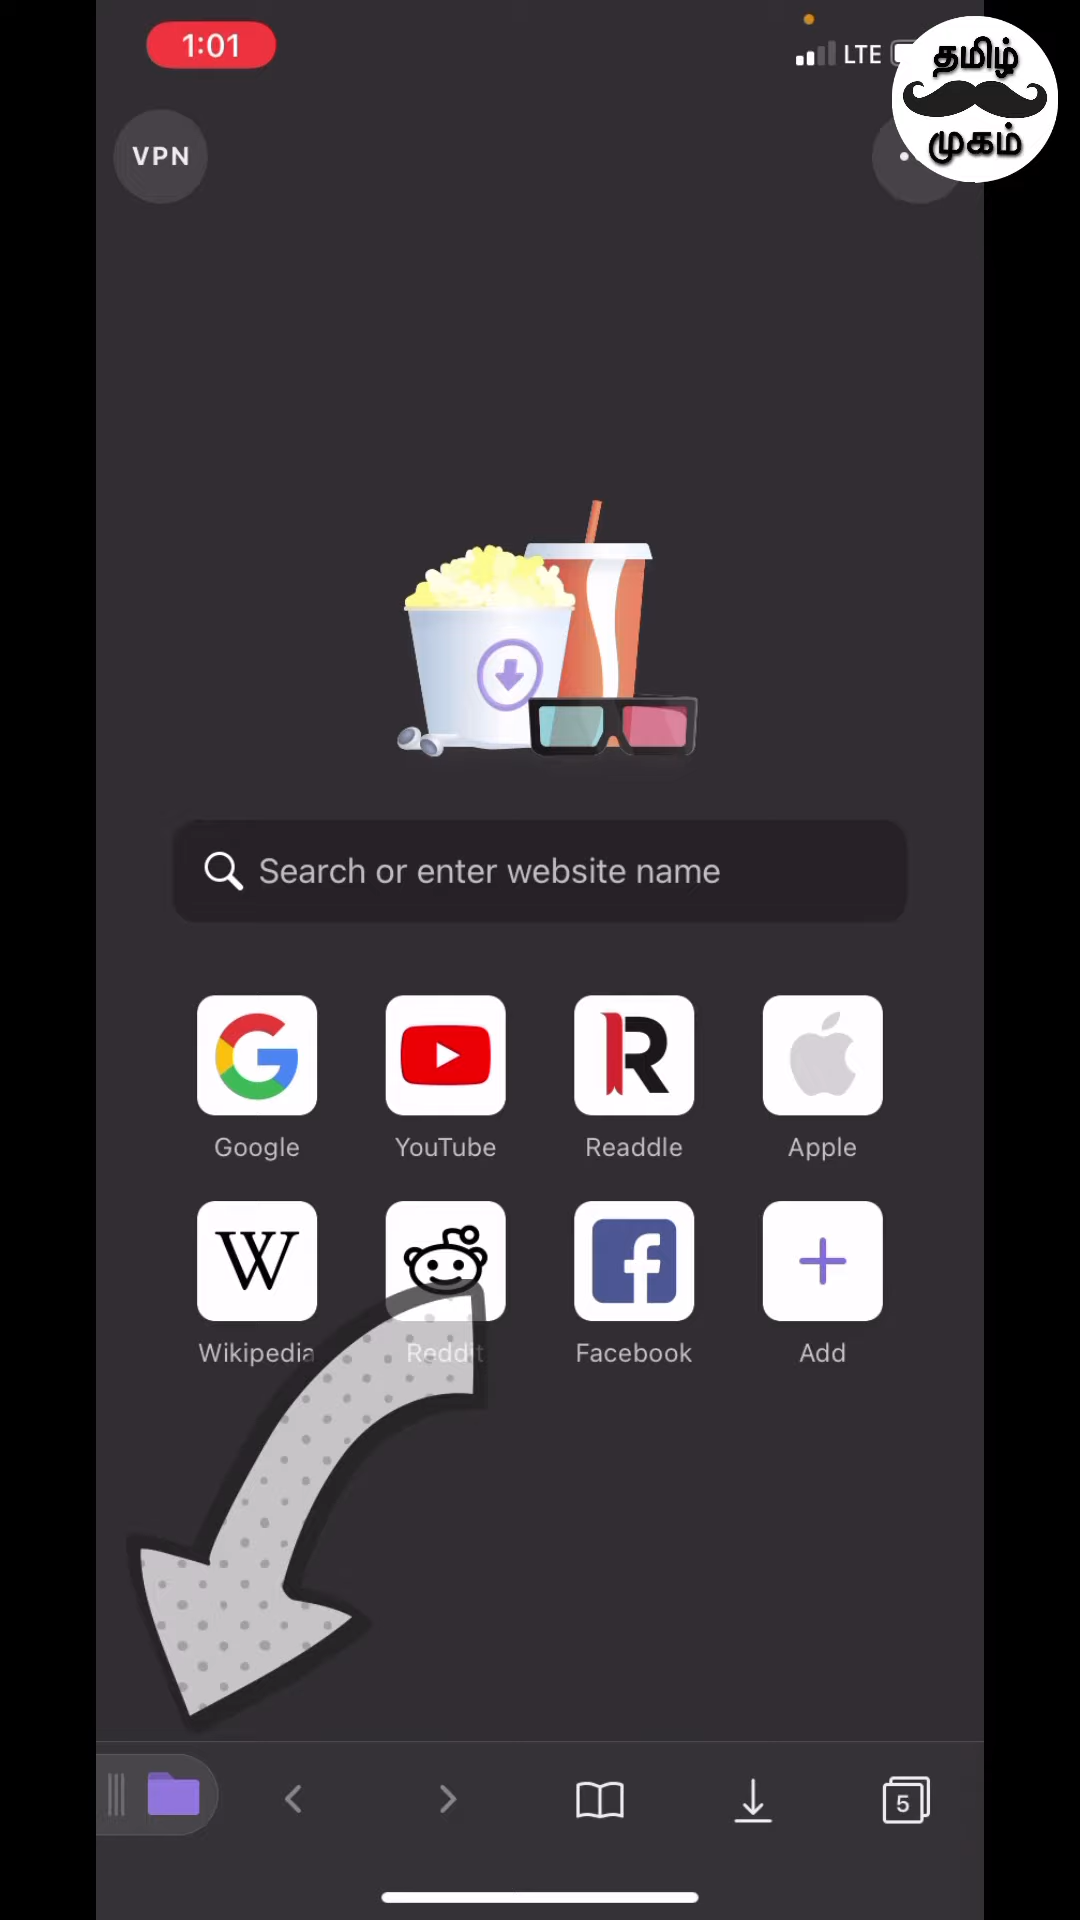 1:01
LTE
தமிழ்
முகம்
VPN
Search or enter website name
Google
YouTube
Readdle
Apple
Wikipedia
Reddit
Facebook
Add
5